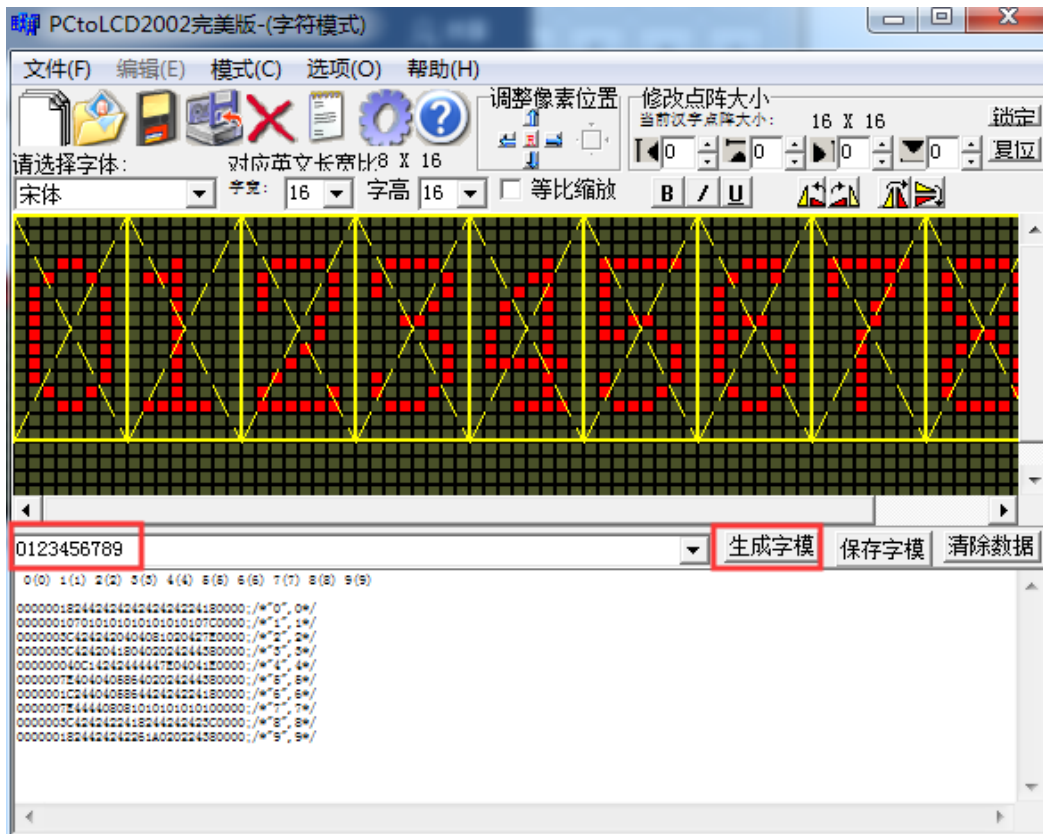 PCtoLCD2002完美版-(字符模式)
文件(F) 编辑(E) 模式(C) 选项(O) 帮助(H)
调整像素位置 修改点阵大小
当前汉字点阵大小: 16 X 16 锁定
0 0 0 0 复位
请选择字体: 对应英文长宽比8 X 16
宋体 字宽: 16 字高 16 等比缩放 B I U
0123456789 生成字模 保存字模 清除数据
0(0) 1(1) 2(2) 3(3) 4(4) 5(5) 6(6) 7(7) 8(8) 9(9)
00000018244242424242424224180000;/*"0",0*/
000000107010101010101010107C0000;/*"1",1*/
0000003C4242420404081020427E0000;/*"2",2*/
0000003C424204180402024244380000;/*"3",3*/
000000040C14242444447E04041E0000;/*"4",4*/
0000007E404040586402024244380000;/*"5",5*/
0000001C244040586442424224180000;/*"6",6*/
0000007E444408081010101010100000;/*"7",7*/
0000003C4242422418244242423C0000;/*"8",8*/
0000001824424242261A020224380000;/*"9",9*/